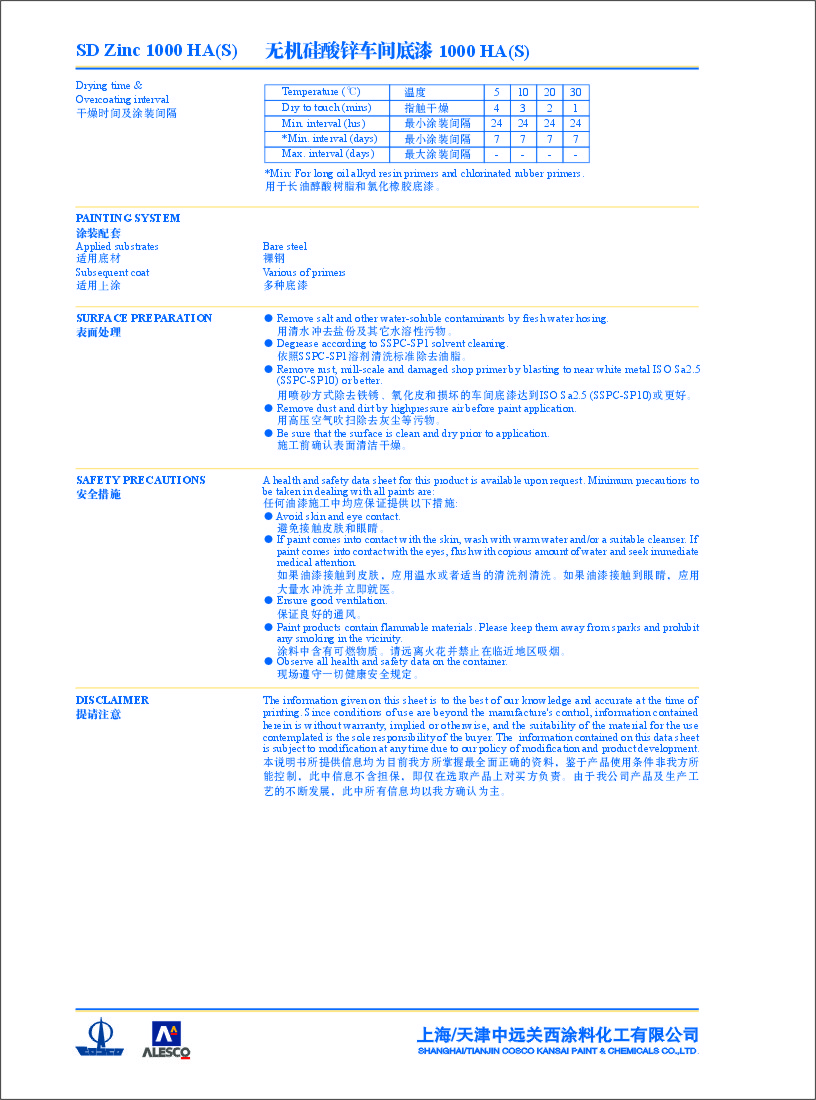 SD Zinc 1000 HA(S) 无机硅酸锌车间底漆 1000 HA(S)
Drying time &
Overcoating interval
干燥时间及涂装间隔
Temperature (℃) 温度 5 10 20 30
Dry to touch (mins) 指触干燥 4 3 2 1
Min. interval (hrs) 最小涂装间隔 24 24 24 24
*Min. interval (days) 最小涂装间隔 7 7 7 7
Max. interval (days) 最大涂装间隔 - - - -
*Min: For long oil alkyd resin primers and chlorinated rubber primers.
用于长油醇酸树脂和氯化橡胶底漆。
PAINTING SYSTEM
涂装配套
Applied substrates Bare steel
适用底材 裸钢
Subsequent coat Various of primers
适用上涂 多种底漆
SURFACE PREPARATION
表面处理
● Remove salt and other water-soluble contaminants by fresh water hosing.
用清水冲去盐份及其它水溶性污物。
● Degrease according to SSPC-SP1 solvent cleaning.
依照SSPC-SP1溶剂清洗标准除去油脂。
● Remove rust, mill-scale and damaged shop primer by blasting to near white metal ISO Sa2.5
(SSPC-SP10) or better.
用喷砂方式除去铁锈、氧化皮和损坏的车间底漆达到ISO Sa2.5 (SSPC-SP10)或更好。
● Remove dust and dirt by highpressure air before paint application.
用高压空气吹扫除去灰尘等污物。
● Be sure that the surface is clean and dry prior to application.
施工前确认表面清洁干燥。
SAFETY PRECAUTIONS
安全措施
A health and safety data sheet for this product is available upon request. Minimum precautions to
be taken in dealing with all paints are:
任何油漆施工中均应保证提供以下措施:
● Avoid skin and eye contact.
避免接触皮肤和眼睛。
● If paint comes into contact with the skin, wash with warm water and/or a suitable cleanser. If
paint comes into contact with the eyes, flush with copious amount of water and seek immediate
medical attention.
如果油漆接触到皮肤，应用温水或者适当的清洗剂清洗。如果油漆接触到眼睛，应用
大量水冲洗并立即就医。
● Ensure good ventilation.
保证良好的通风。
● Paint products contain flammable materials. Please keep them away from sparks and prohibit
any smoking in the vicinity.
涂料中含有可燃物质。请远离火花并禁止在临近地区吸烟。
● Observe all health and safety data on the container.
现场遵守一切健康安全规定。
DISCLAIMER
提请注意
The information given on this sheet is to the best of our knowledge and accurate at the time of
printing. Since conditions of use are beyond the manufacture's control, information contained
herein is without warranty, implied or otherwise, and the suitability of the material for the use
contemplated is the sole responsibility of the buyer. The information contained on this data sheet
is subject to modification at any time due to our policy of modification and product development.
本说明书所提供信息均为目前我方所掌握最全面正确的资料，鉴于产品使用条件非我方所
能控制，此中信息不含担保，即仅在选取产品上对买方负责。由于我公司产品及生产工
艺的不断发展，此中所有信息均以我方确认为主。
COSCO
ALESCO
上海/天津中远关西涂料化工有限公司
SHANGHAI/TIANJIN COSCO KANSAI PAINT & CHEMICALS CO.,LTD.